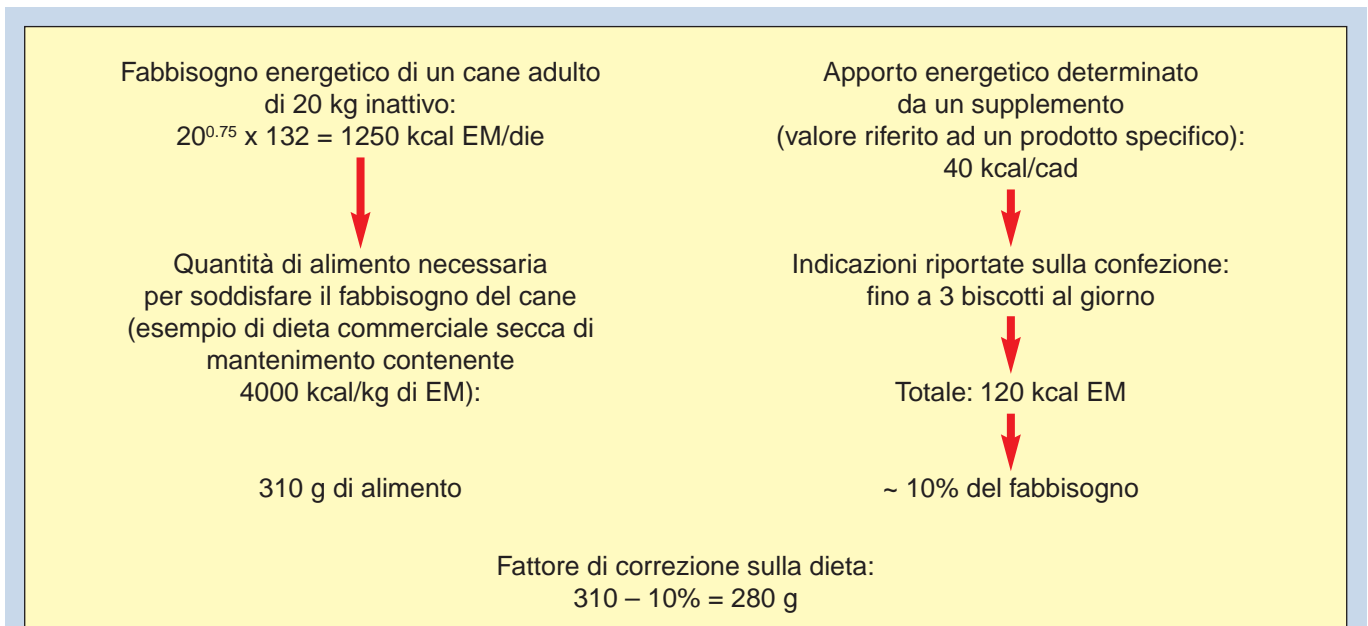 Fabbisogno energetico di un cane adulto
di 20 kg inattivo:
20^0.75 x 132 = 1250 kcal EM/die
Quantità di alimento necessaria
per soddisfare il fabbisogno del cane
(esempio di dieta commerciale secca di
mantenimento contenente
4000 kcal/kg di EM):
310 g di alimento
Apporto energetico determinato
da un supplemento
(valore riferito ad un prodotto specifico):
40 kcal/cad
Indicazioni riportate sulla confezione:
fino a 3 biscotti al giorno
Totale: 120 kcal EM
~ 10% del fabbisogno
Fattore di correzione sulla dieta:
310 – 10% = 280 g